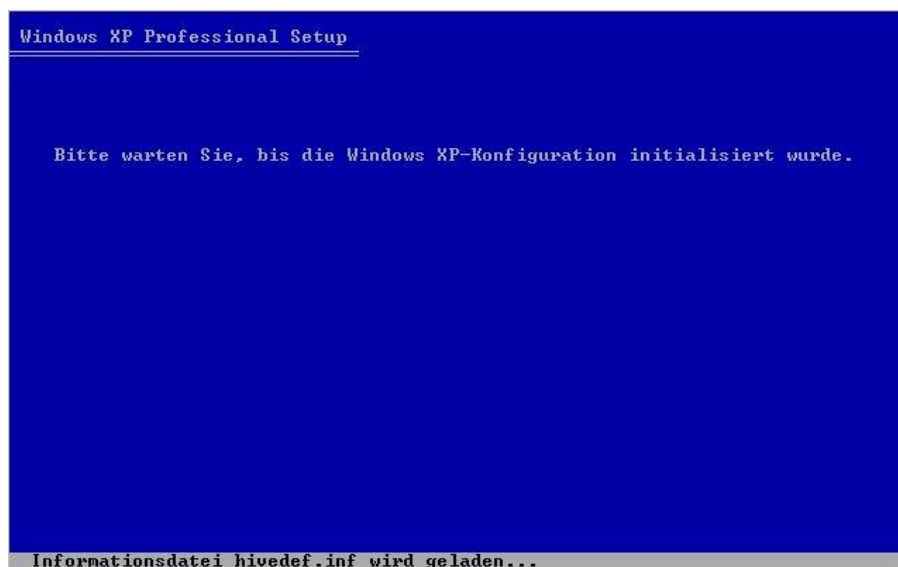 Windows XP Professional Setup
Bitte warten Sie, bis die Windows XP-Konfiguration initialisiert wurde.
Informationsdatei hivedef.inf wird geladen...